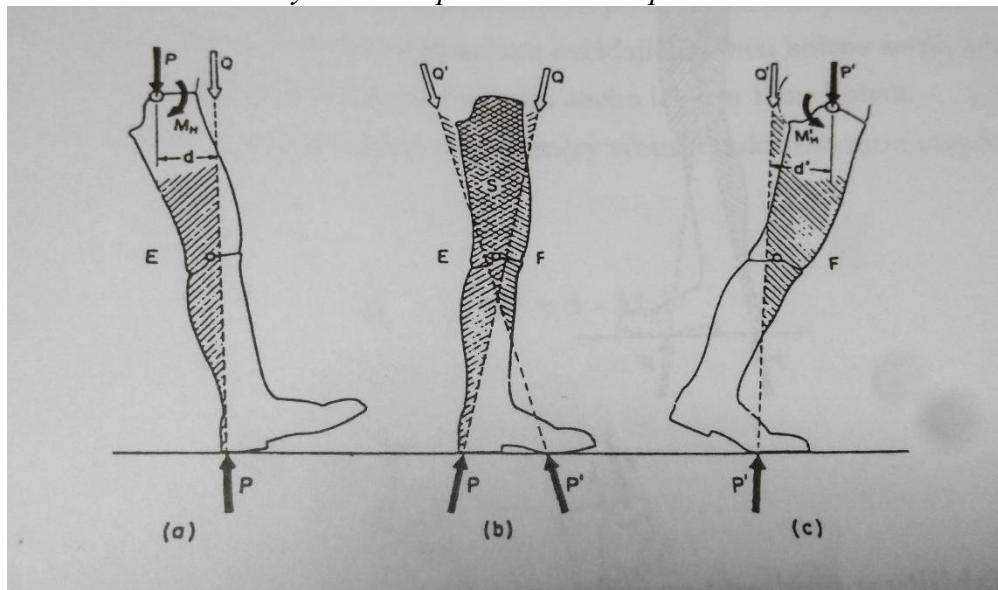 P Q Q' Q Q' P'
M_H M'_H
d d'
S
E E F F
P P P' P'
(a) (b) (c)